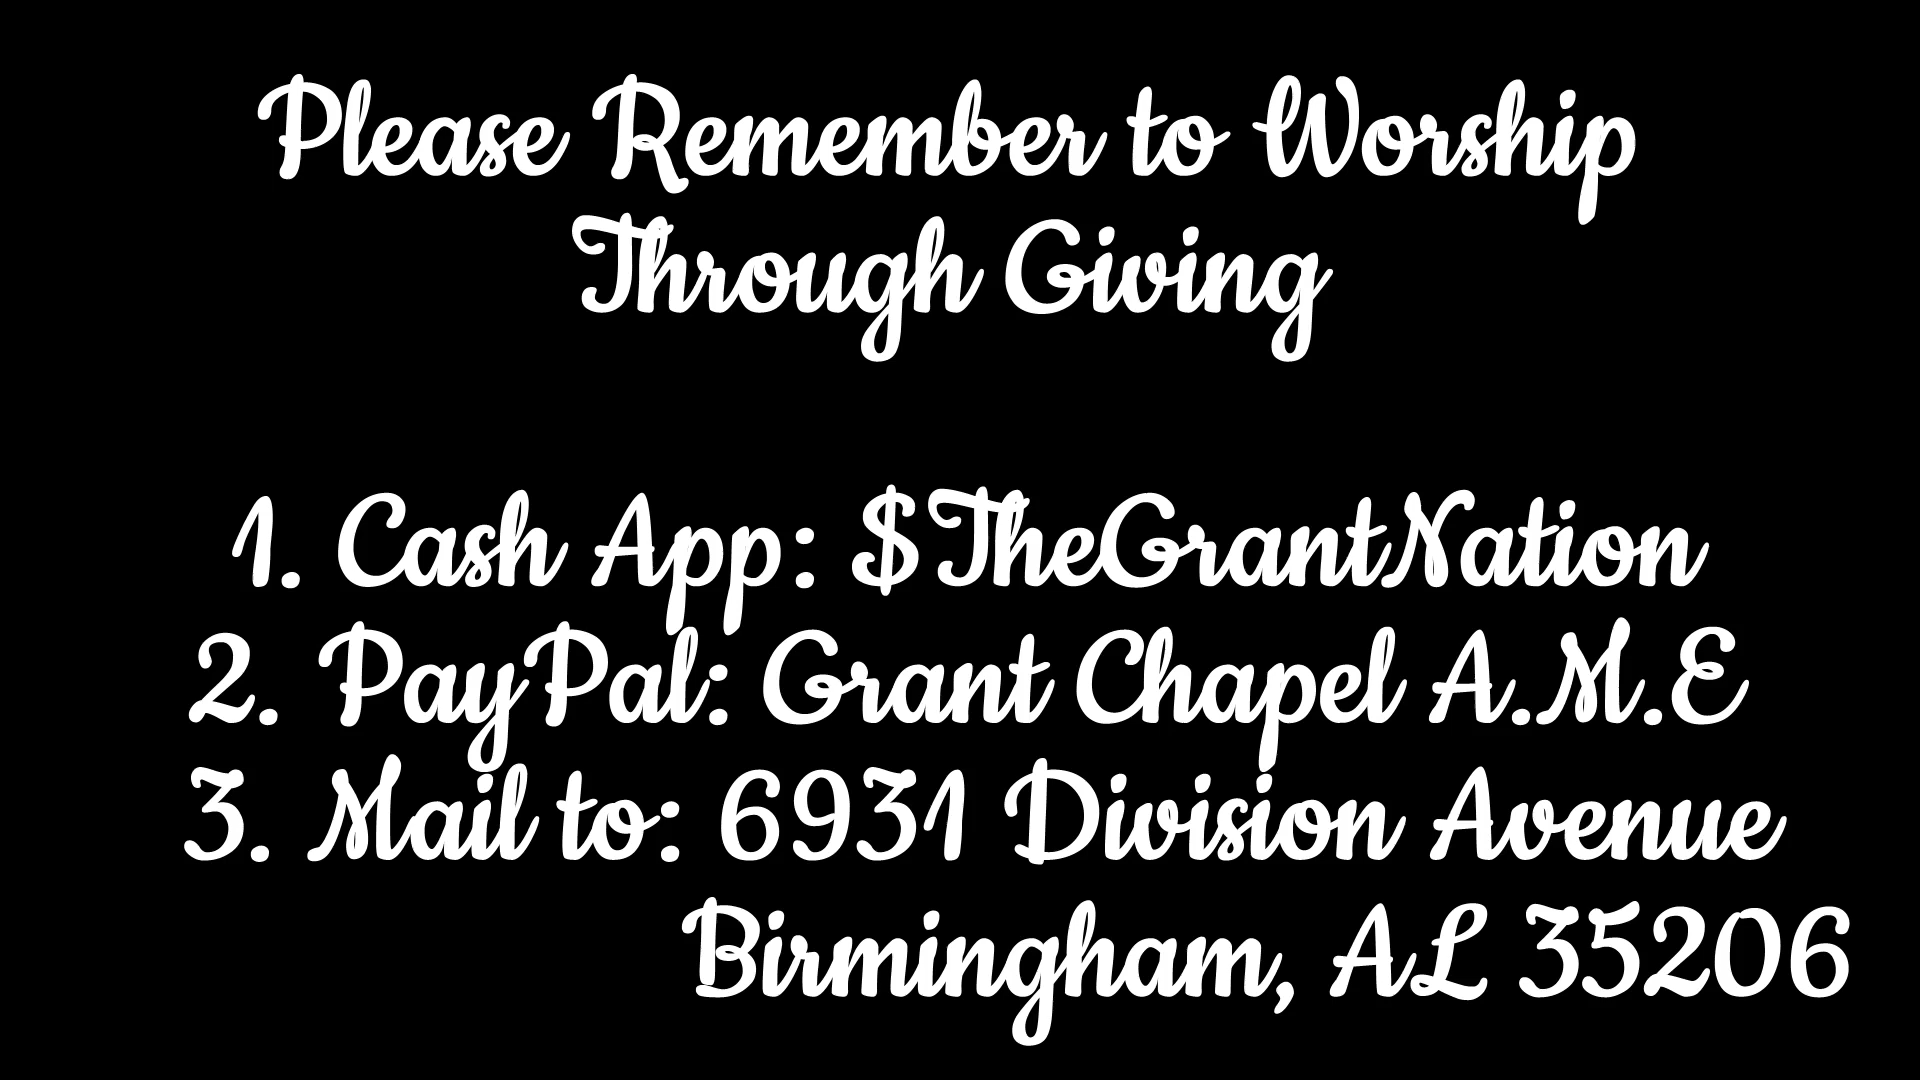 Please Remember to Worship
Through Giving
1. Cash App: $TheGrantNation
2. PayPal: Grant Chapel A.M.E
3. Mail to: 6931 Division Avenue
Birmingham, AL 35206